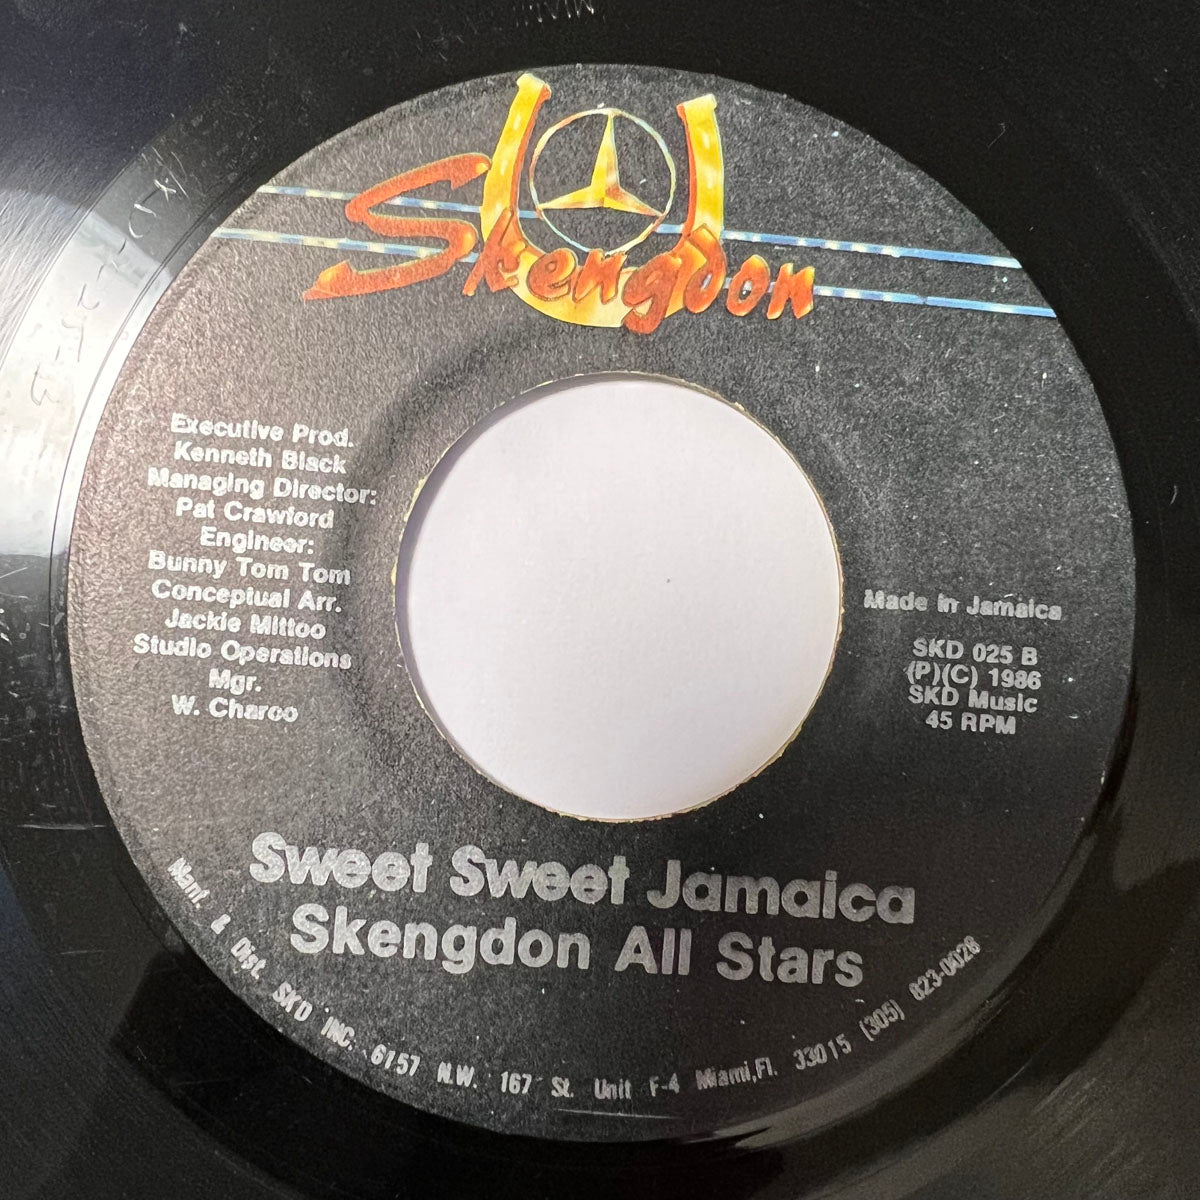 Skengdon
Executive Prod.
Kenneth Black
Managing Director:
Pat Crawford
Engineer:
Bunny Tom Tom
Conceptual Arr.
Jackie Mittoo
Studio Operations
Mgr.
W. Charoo
Made in Jamaica
SKD 025 B
(P)(C) 1986
SKD Music
45 RPM
Sweet Sweet Jamaica
Skengdon All Stars
Manf. & Dist. SKD INC. 6157 N.W. 167 St. Unit F-4 Miami, Fl. 33015 (305) 823-0028